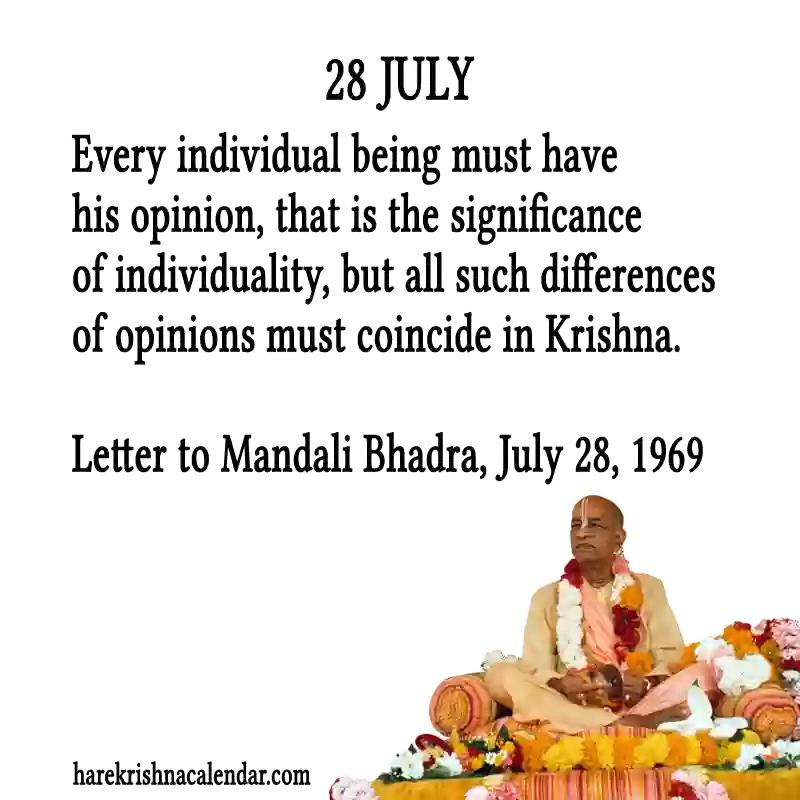 28 JULY
Every individual being must have
his opinion, that is the significance
of individuality, but all such differences
of opinions must coincide in Krishna.
Letter to Mandali Bhadra, July 28, 1969
harekrishnacalendar.com